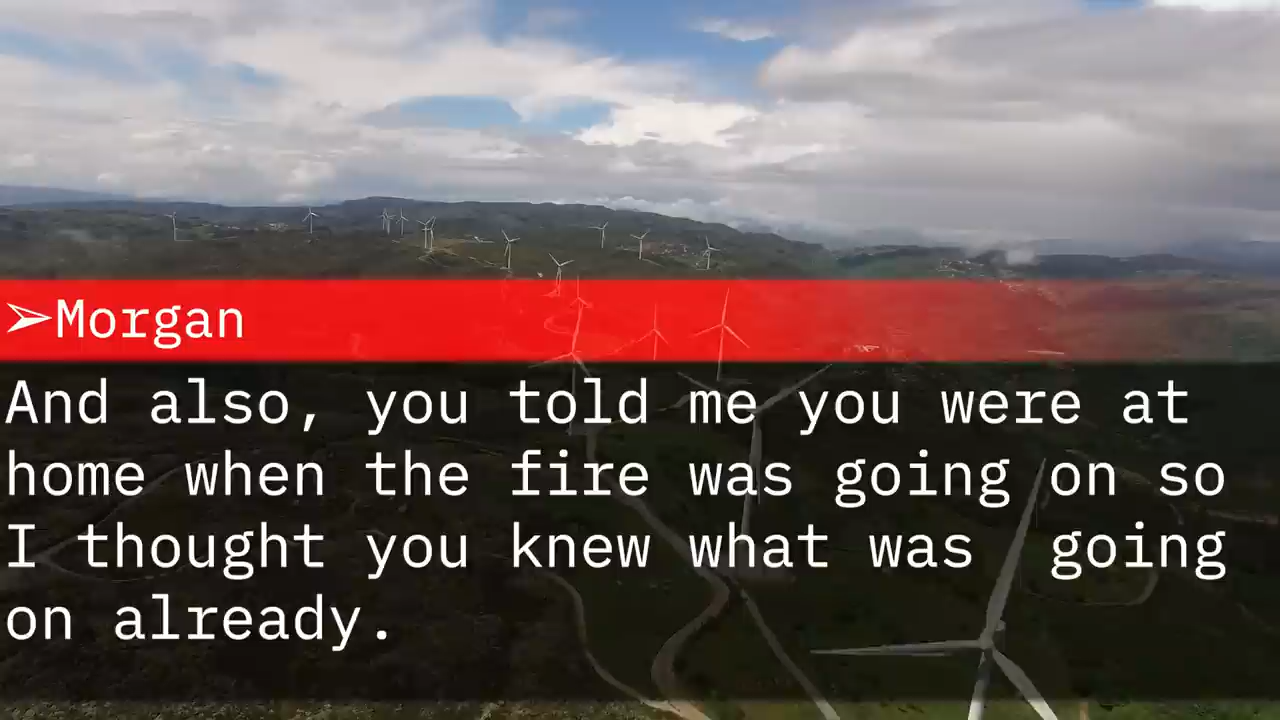 ➢Morgan
And also, you told me you were at
home when the fire was going on so
I thought you knew what was  going
on already.